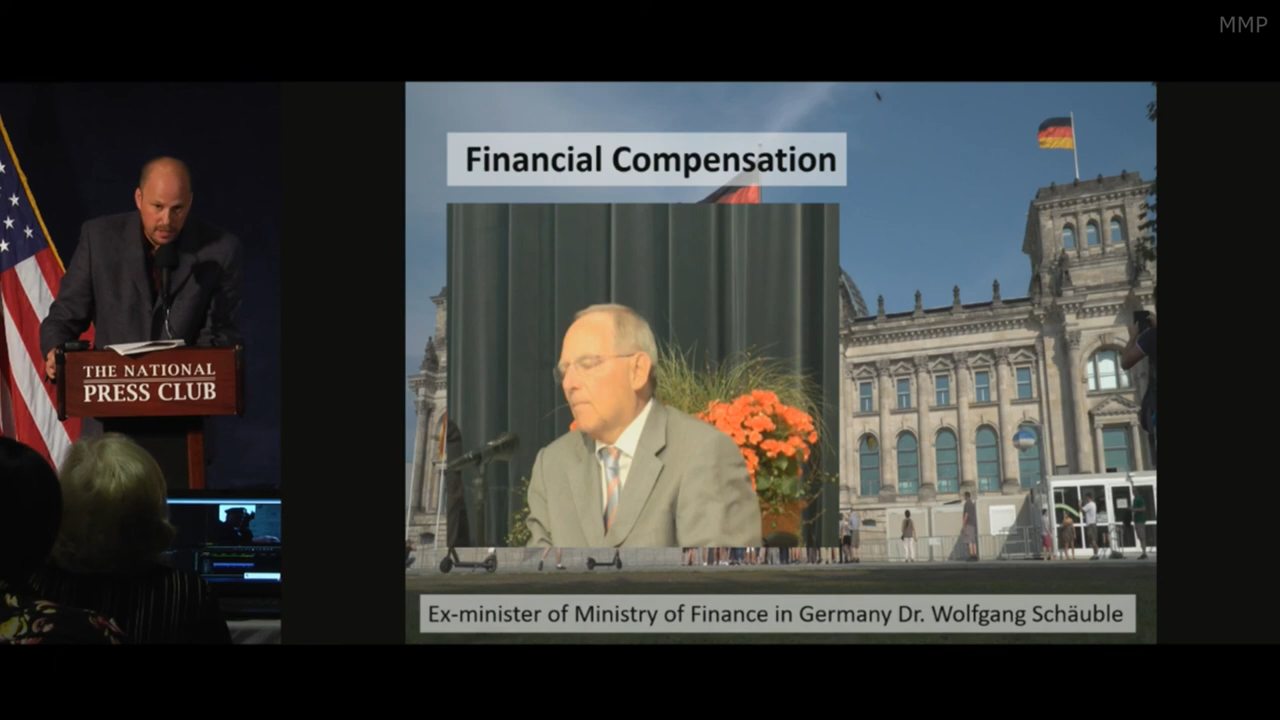 MMP
Financial Compensation
THE NATIONAL
PRESS CLUB
Ex-minister of Ministry of Finance in Germany Dr. Wolfgang Schäuble